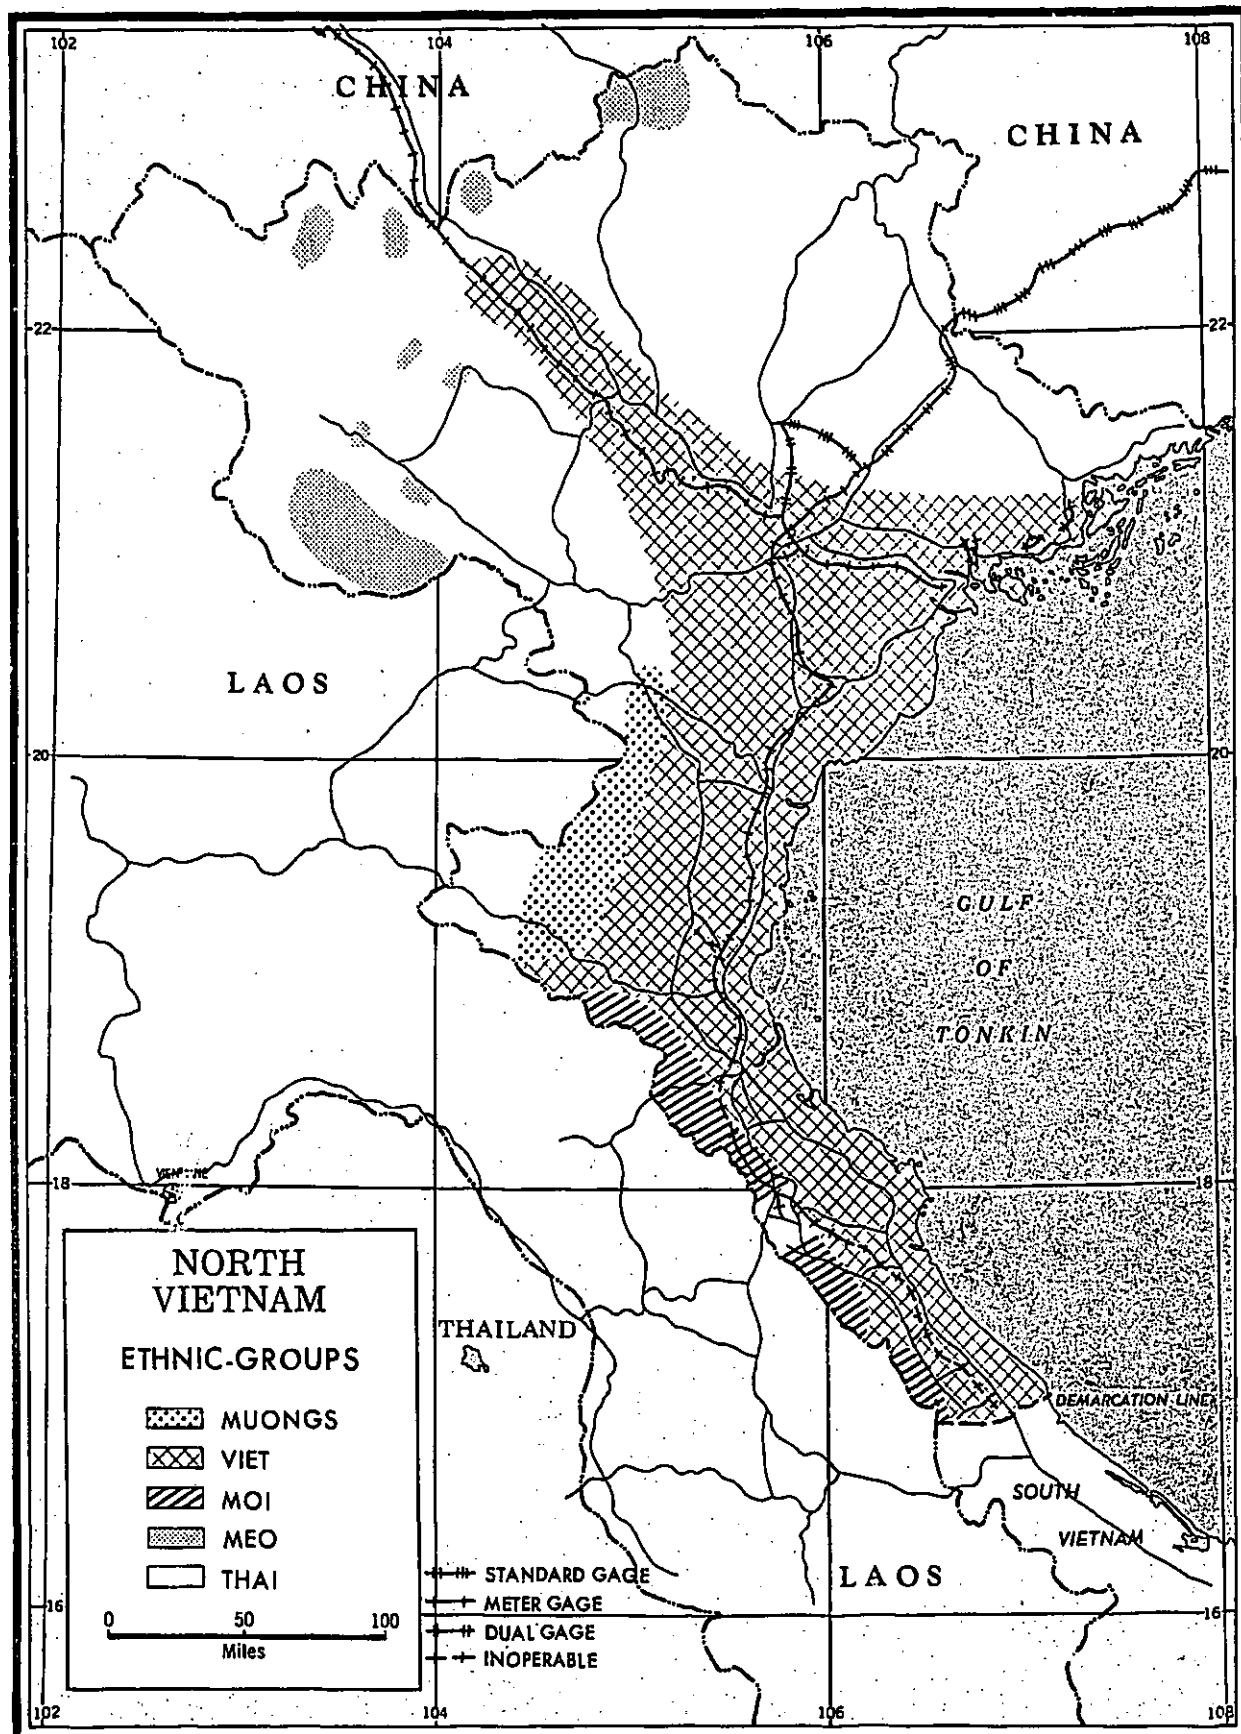 102
104
106
108
CHINA
CHINA
22
22
LAOS
20
20
GULF
OF
TONKIN
18
18
NORTH
VIETNAM
ETHNIC-GROUPS
MUONGS
VIET
MOI
MEO
THAI
0 50 100
Miles
THAILAND
DEMARCATION LINE
SOUTH
VIETNAM
LAOS
STANDARD GAGE
METER GAGE
DUAL GAGE
INOPERABLE
16
16
102
104
106
108